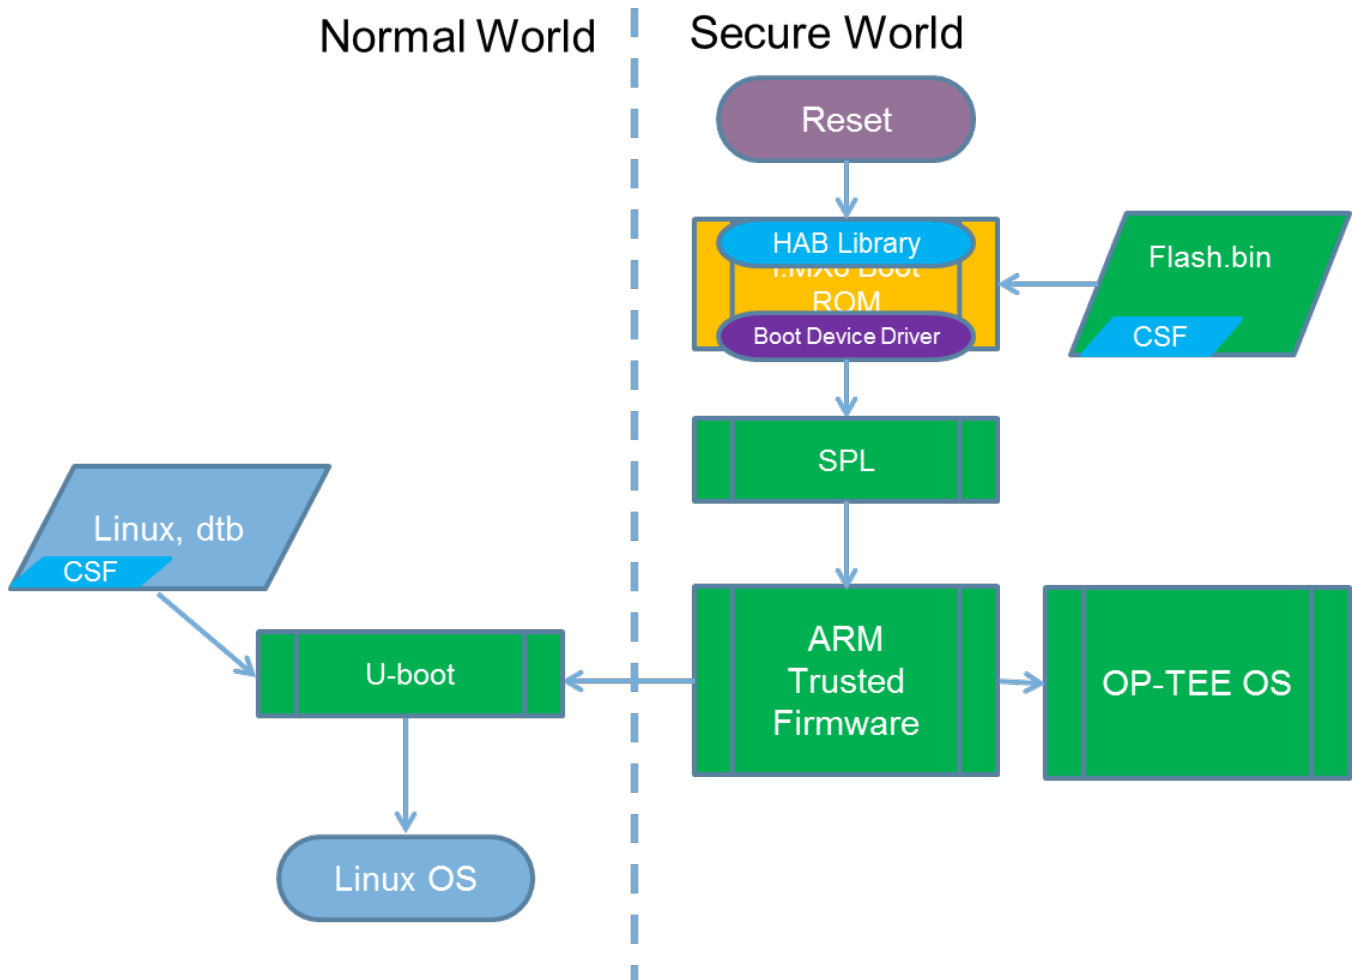 Normal World
Secure World
Reset
HAB Library
Boot
ROM
Boot Device Driver
Flash.bin
CSF
SPL
Linux, dtb
CSF
U-boot
ARM
Trusted
Firmware
OP-TEE OS
Linux OS